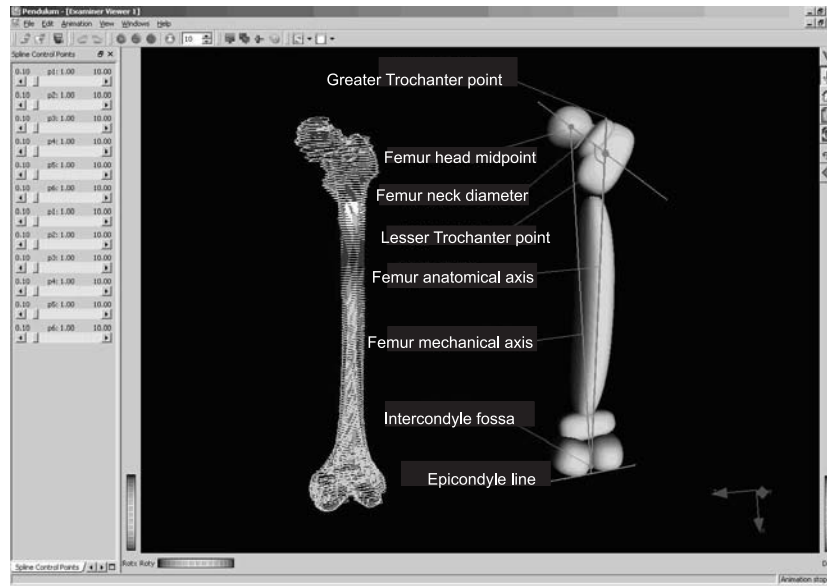 Pendulum - [Examiner Viewer 1]
File Edit Animation View Windows Help
10
Spline Control Points
0.10 p1: 1.00 10.00
0.10 p2: 1.00 10.00
0.10 p3: 1.00 10.00
0.10 p4: 1.00 10.00
0.10 p5: 1.00 10.00
0.10 p6: 1.00 10.00
0.10 p1: 1.00 10.00
0.10 p2: 1.00 10.00
0.10 p3: 1.00 10.00
0.10 p4: 1.00 10.00
0.10 p5: 1.00 10.00
0.10 p6: 1.00 10.00
Greater Trochanter point
Femur head midpoint
Femur neck diameter
Lesser Trochanter point
Femur anatomical axis
Femur mechanical axis
Intercondyle fossa
Epicondyle line
Spline Control Points
Rotx Roty
D
Animation stop